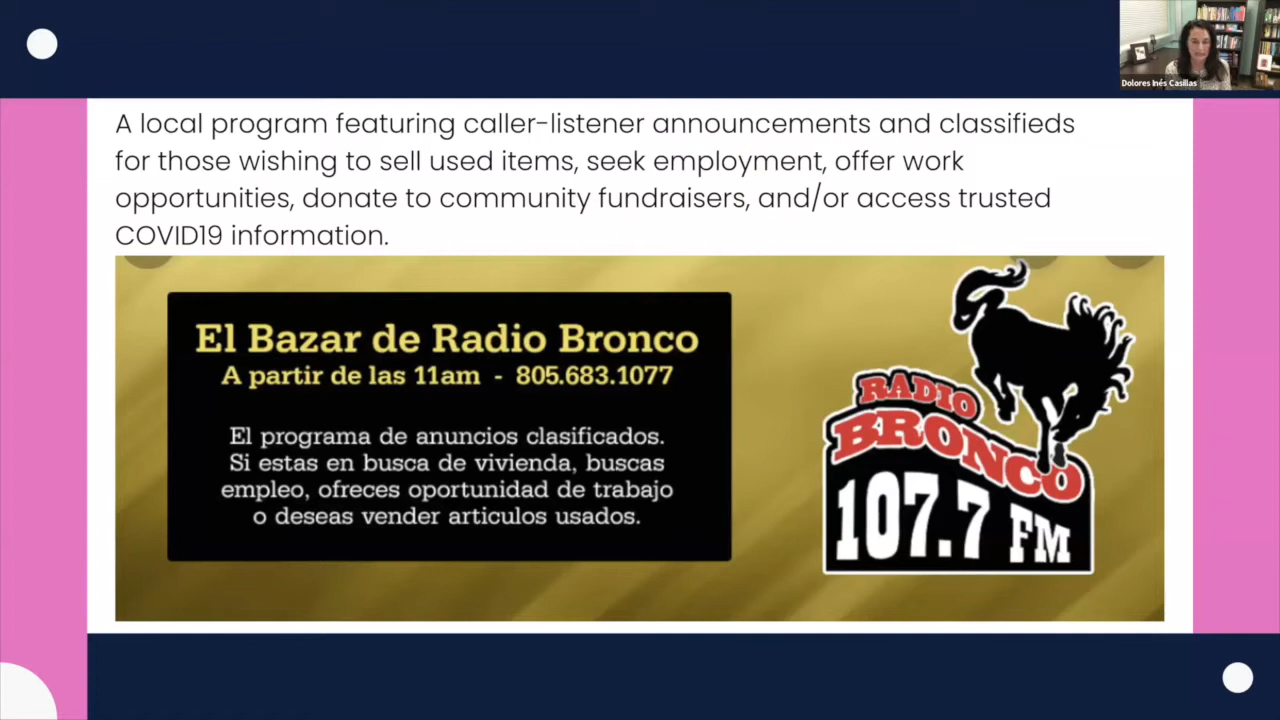 Dolores Inés Casillas
A local program featuring caller-listener announcements and classifieds
for those wishing to sell used items, seek employment, offer work
opportunities, donate to community fundraisers, and/or access trusted
COVID19 information.
El Bazar de Radio Bronco
A partir de las 11am - 805.683.1077
El programa de anuncios clasificados.
Si estas en busca de vivienda, buscas
empleo, ofreces oportunidad de trabajo
o deseas vender articulos usados.
RADIO
BRONCO
107.7 FM